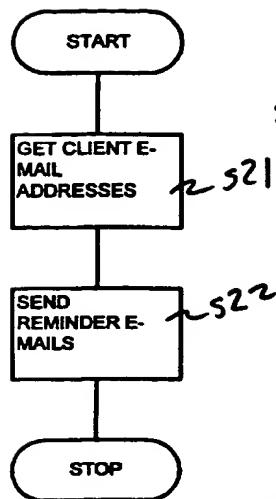 START
GET CLIENT E-
MAIL
ADDRESSES
S21
SEND
REMINDER E-
MAILS
S22
STOP